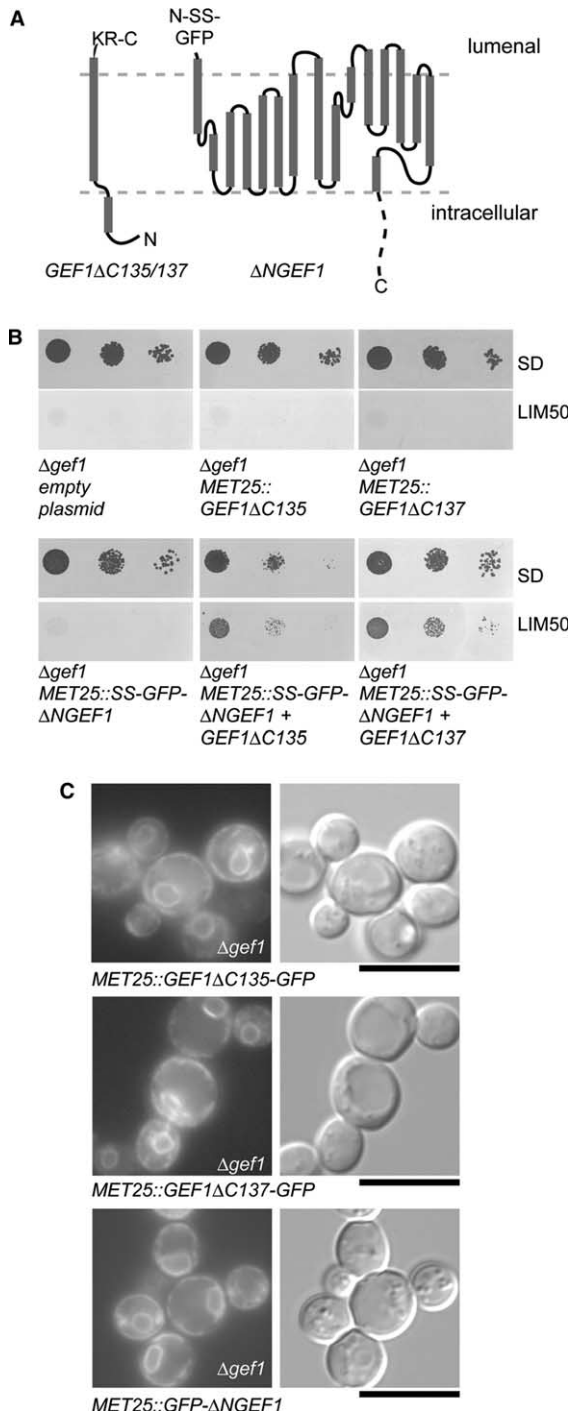 A
KR-C
N-SS-
GFP
lumenal
intracellular
N
C
GEF1ΔC135/137
ΔNGEF1
B
SD
LIM50
Δgef1
empty
plasmid
Δgef1
MET25::
GEF1ΔC135
Δgef1
MET25::
GEF1ΔC137
SD
LIM50
Δgef1
MET25::SS-GFP-
ΔNGEF1
Δgef1
MET25::SS-GFP-
ΔNGEF1 +
GEF1ΔC135
Δgef1
MET25::SS-GFP-
ΔNGEF1 +
GEF1ΔC137
C
Δgef1
MET25::GEF1ΔC135-GFP
Δgef1
MET25::GEF1ΔC137-GFP
Δgef1
MET25::GFP-ΔNGEF1